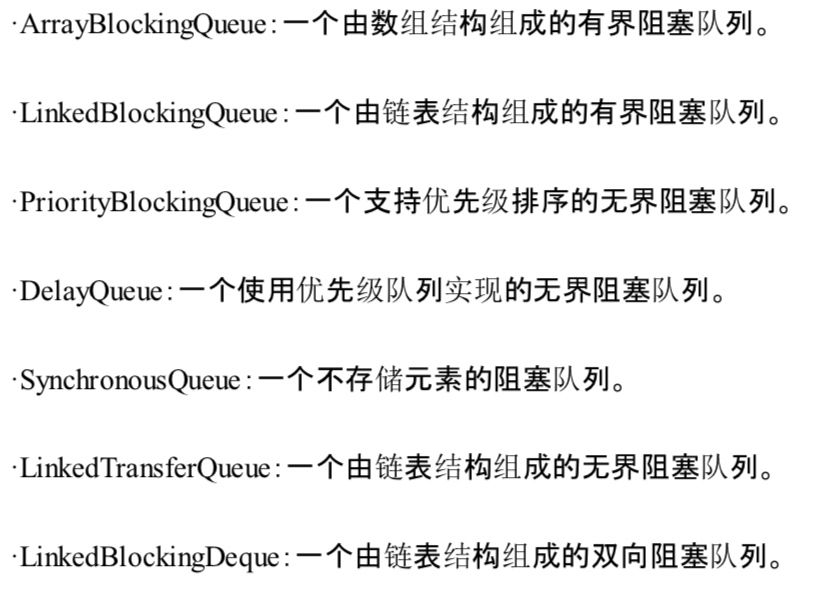 ·ArrayBlockingQueue:一个由数组结构组成的有界阻塞队列。
·LinkedBlockingQueue:一个由链表结构组成的有界阻塞队列。
·PriorityBlockingQueue:一个支持优先级排序的无界阻塞队列。
·DelayQueue:一个使用优先级队列实现的无界阻塞队列。
·SynchronousQueue:一个不存储元素的阻塞队列。
·LinkedTransferQueue:一个由链表结构组成的无界阻塞队列。
·LinkedBlockingDeque:一个由链表结构组成的双向阻塞队列。